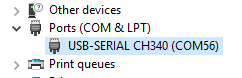 Other devices
Ports (COM & LPT)
USB-SERIAL CH340 (COM56)
Print queues